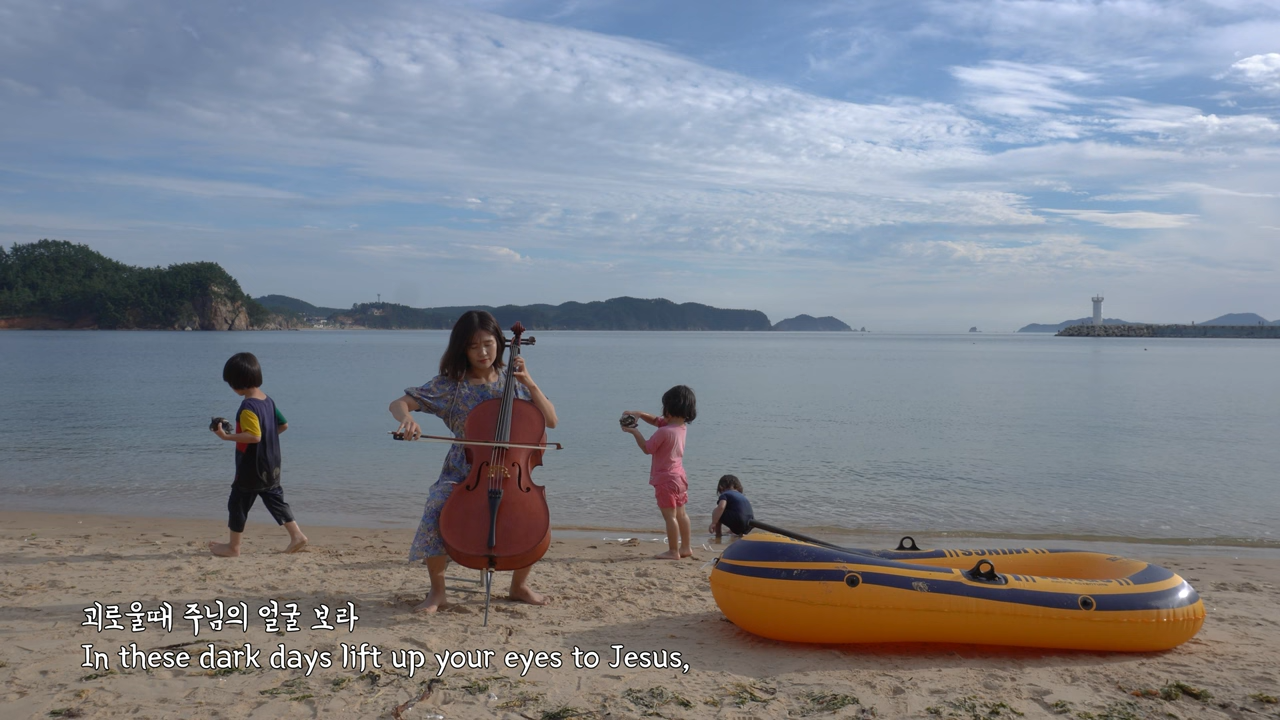 괴로울때 주님의 얼굴 보라
In these dark days lift up your eyes to Jesus,